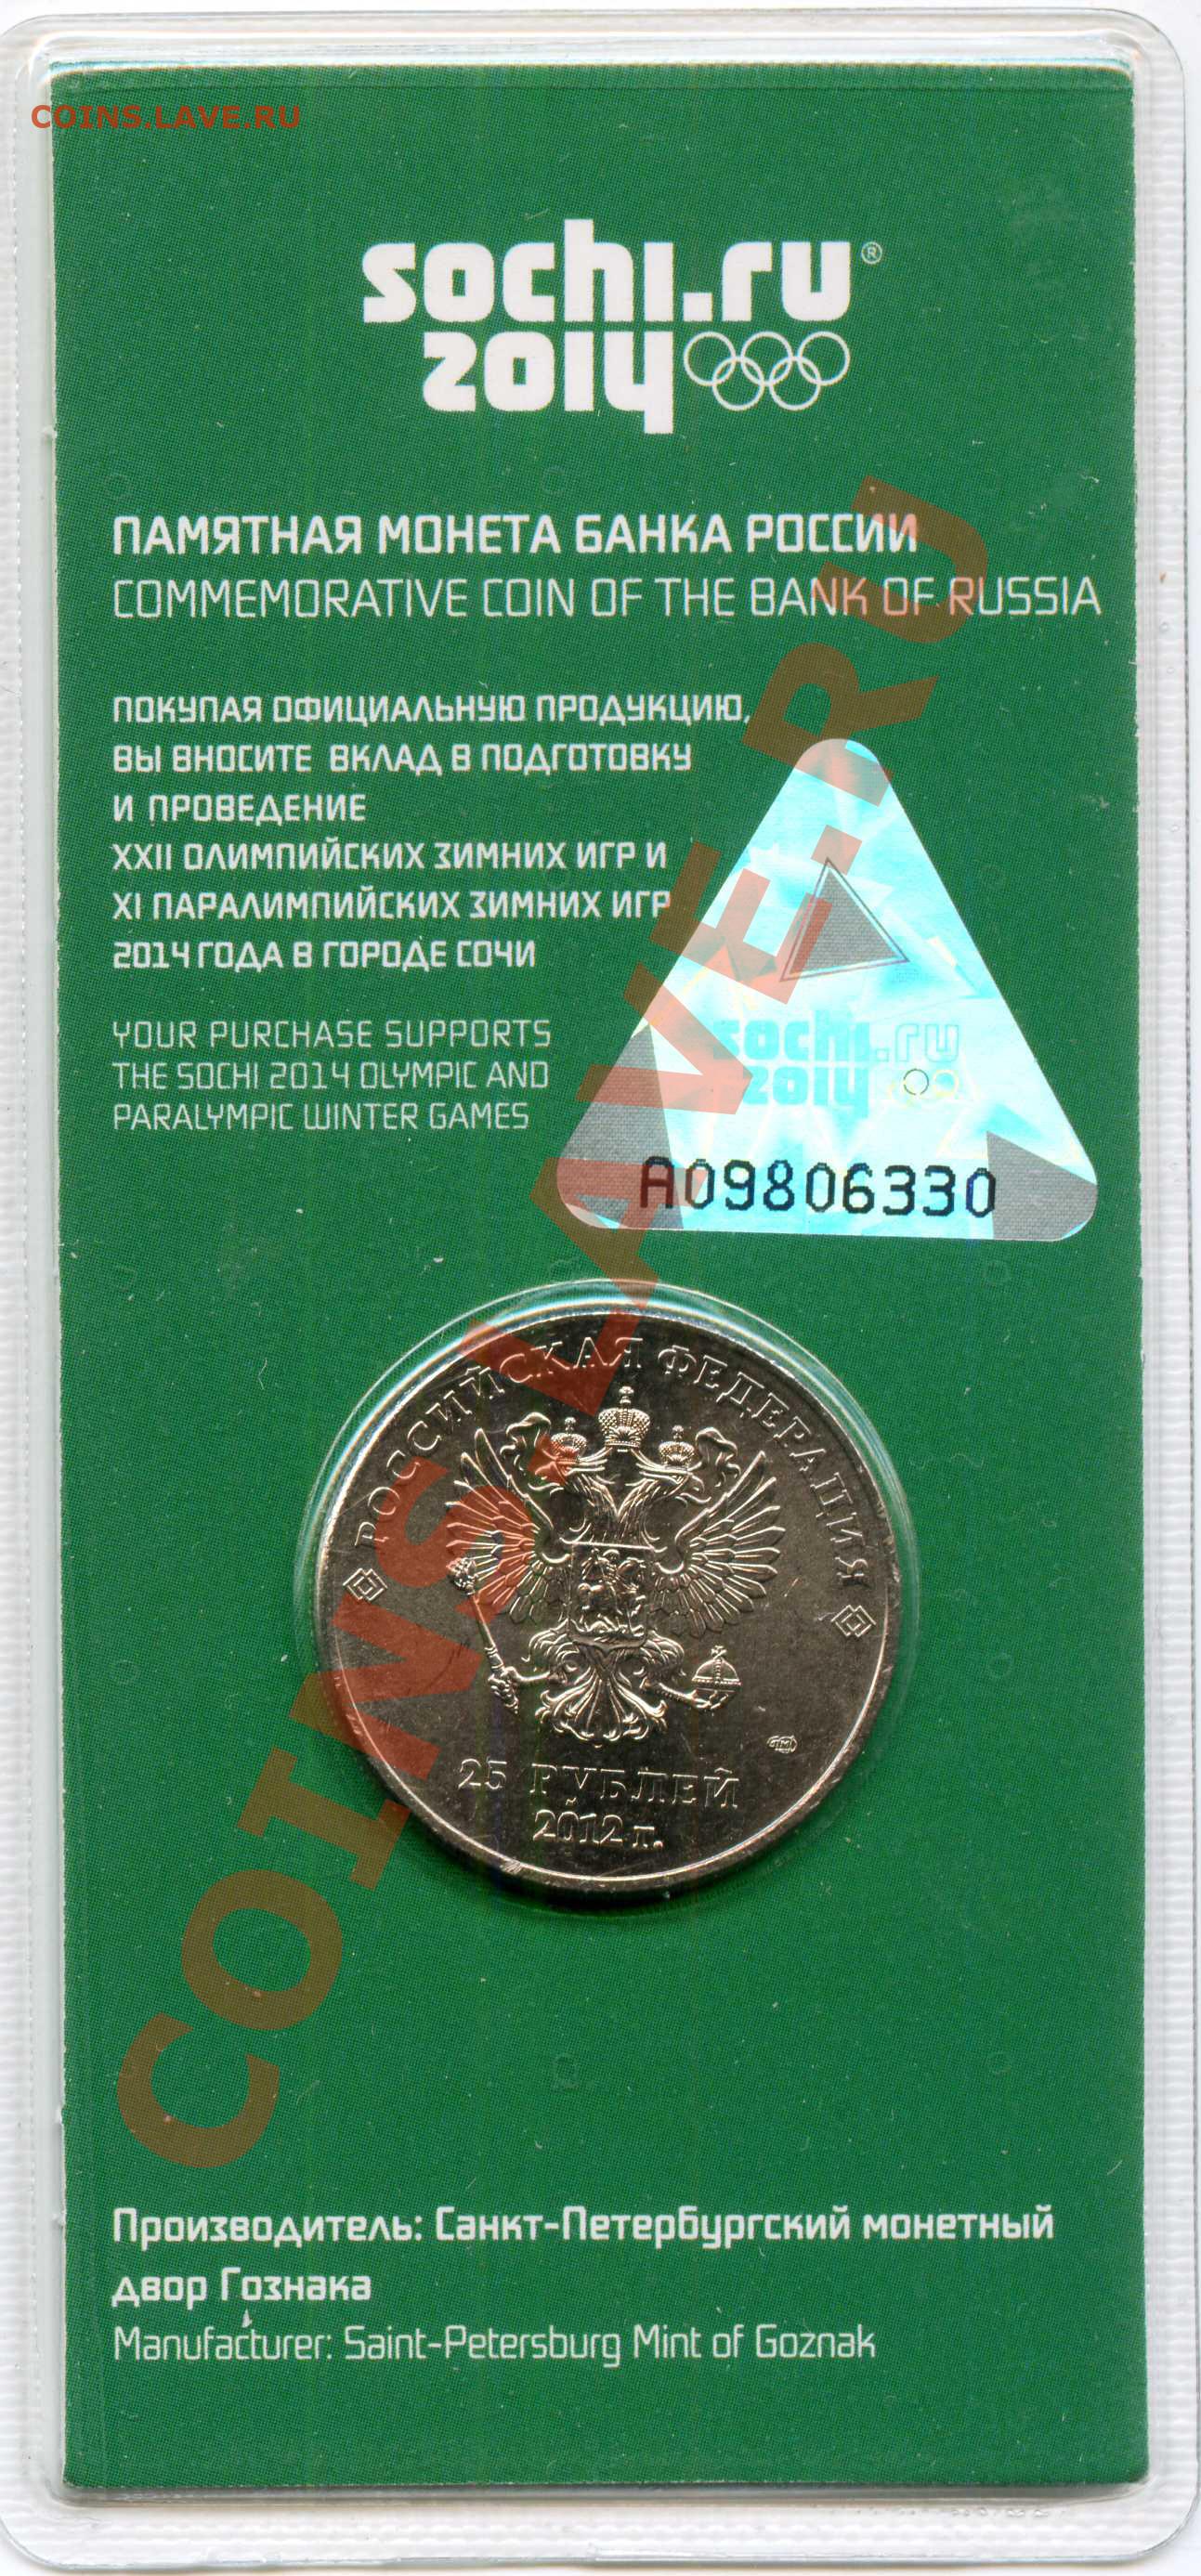 COINS.LAVE.RU
sochi.ru®
2014
ПАМЯТНАЯ МОНЕТА БАНКА РОССИИ
COMMEMORATIVE COIN OF THE BANK OF RUSSIA
ПОКУПАЯ ОФИЦИАЛЬНУЮ ПРОДУКЦИЮ,
ВЫ ВНОСИТЕ ВКЛАД В ПОДГОТОВКУ
И ПРОВЕДЕНИЕ
XXII ОЛИМПИЙСКИХ ЗИМНИХ ИГР И
XI ПАРАЛИМПИЙСКИХ ЗИМНИХ ИГР
2014 ГОДА В ГОРОДЕ СОЧИ
YOUR PURCHASE SUPPORTS
THE SOCHI 2014 OLYMPIC AND
PARALYMPIC WINTER GAMES
sochi.ru
2014
A09806330
РОССИЙСКАЯ ФЕДЕРАЦИЯ
СПМД
25 РУБЛЕЙ
2012 г.
Производитель: Санкт-Петербургский монетный
двор Гознака
Manufacturer: Saint-Petersburg Mint of Goznak
COINS.LAVE.RU